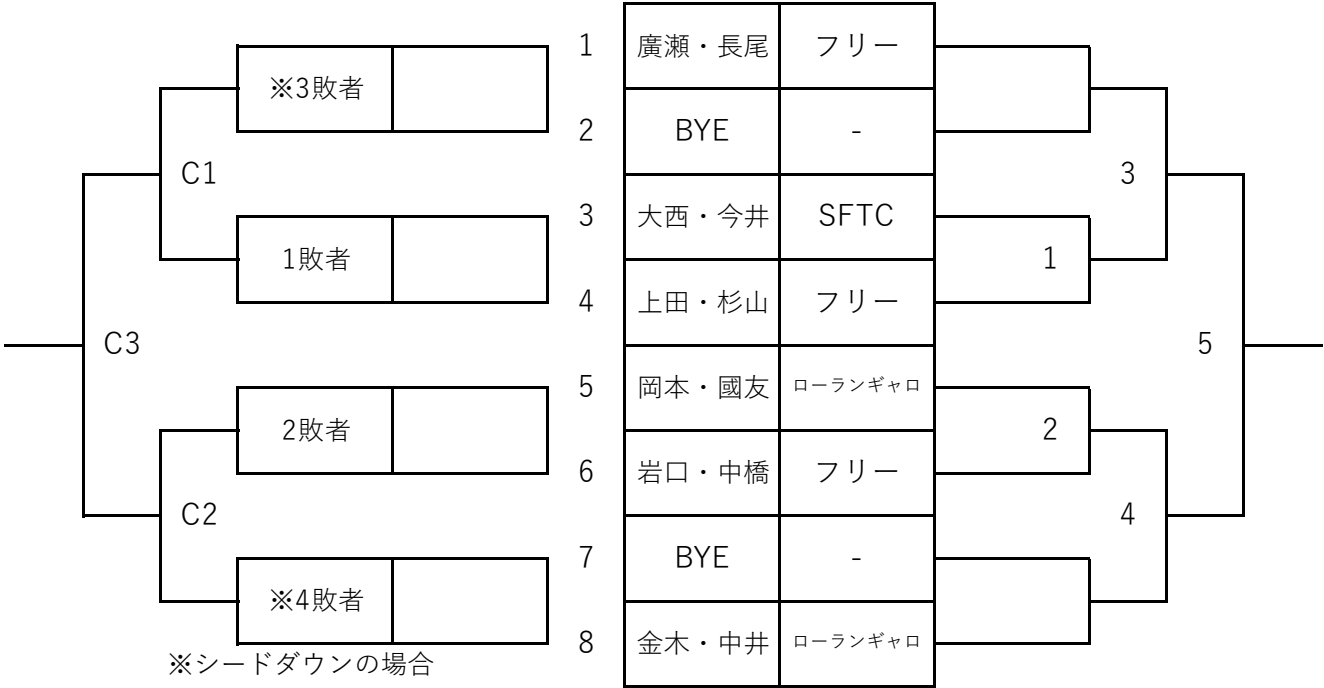 1 廣瀬・長尾 フリー
※3敗者
2 BYE -
C1 3
3 大西・今井 SFTC
1敗者 1
4 上田・杉山 フリー
C3 5
5 岡本・國友 ローランギャロ
2敗者 2
6 岩口・中橋 フリー
C2 4
7 BYE -
※4敗者
8 金木・中井 ローランギャロ
※シードダウンの場合